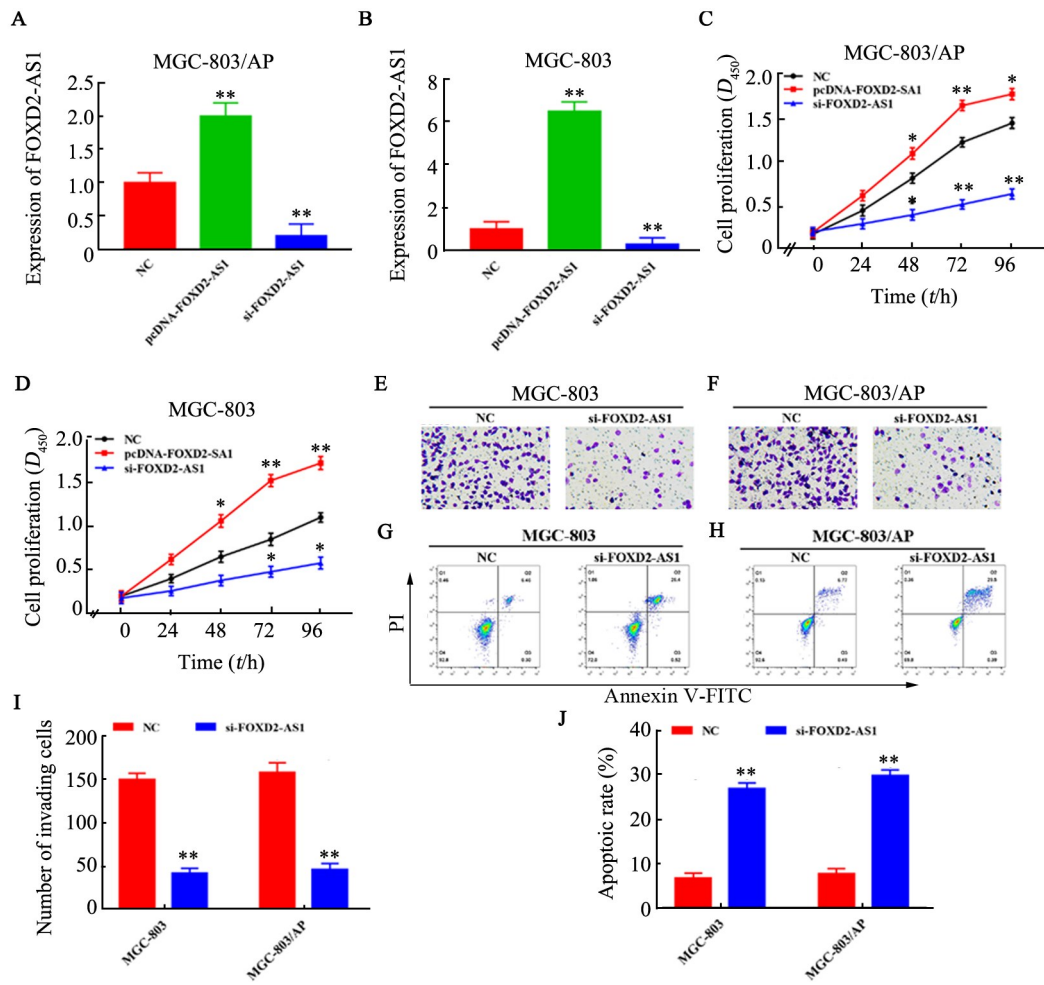 A
MGC-803/AP
Expression of FOXD2-AS1
2.5
2.0
1.5
1.0
0.5
0
**
**
NC
pcDNA-FOXD2-AS1
si-FOXD2-AS1
B
MGC-803
Expression of FOXD2-AS1
8
6
4
2
0
**
**
NC
pcDNA-FOXD2-AS1
si-FOXD2-AS1
C
MGC-803/AP
Cell proliferation (D450)
2.0
1.5
1.0
0.5
0
NC
pcDNA-FOXD2-SA1
si-FOXD2-AS1
*
**
*
*
**
**
0 24 48 72 96
Time (t/h)
D
MGC-803
Cell proliferation (D450)
2.0
1.5
1.0
0.5
0
NC
pcDNA-FOXD2-SA1
si-FOXD2-AS1
*
**
**
*
*
0 24 48 72 96
Time (t/h)
E
MGC-803
NC si-FOXD2-AS1
F
MGC-803/AP
NC si-FOXD2-AS1
G
MGC-803
NC si-FOXD2-AS1
H
MGC-803/AP
NC si-FOXD2-AS1
PI
Annexin V-FITC
I
NC si-FOXD2-AS1
Number of invading cells
200
150
100
50
0
**
**
MGC-803
MGC-803/AP
J
NC si-FOXD2-AS1
Apoptoic rate (%)
40
30
20
10
0
**
**
MGC-803
MGC-803/AP